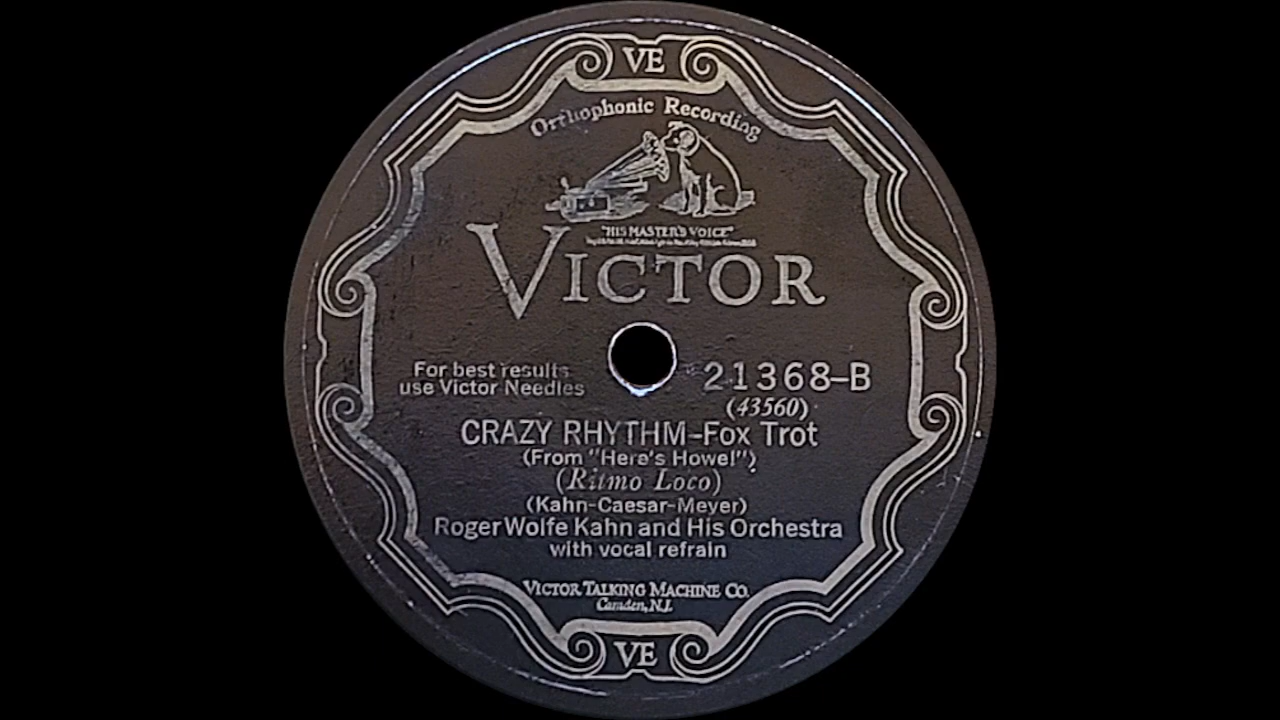 VE
Orthophonic Recording
"HIS MASTER'S VOICE"
VICTOR
For best results
use Victor Needles
21368-B
(43560)
CRAZY RHYTHM-Fox Trot
(From "Here's Howe!")
(Ritmo Loco)
(Kahn-Caesar-Meyer)
Roger Wolfe Kahn and His Orchestra
with vocal refrain
VICTOR TALKING MACHINE CO.
Camden, N.J.
VE